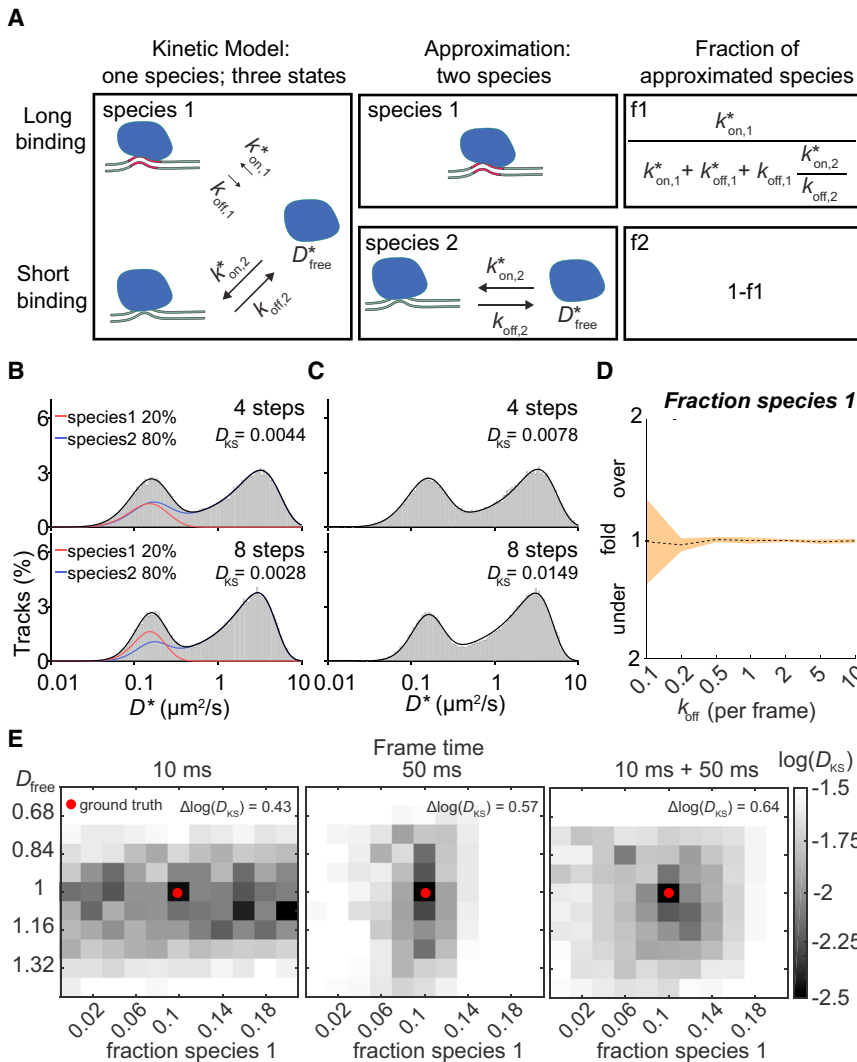 A
Kinetic Model:
one species; three states
Approximation:
two species
Fraction of
approximated species
Long
binding
species 1
k*on,1
koff,1
D*free
k*on,2
koff,2
Short
binding
species 1
species 2
k*on,2
koff,2
D*free
f1
k*on,1
k*on,1 + k*off,1 + koff,1 k*on,2
koff,2
f2
1-f1
B
species1 20%
species2 80%
4 steps
DKS = 0.0044
6
3
0
species1 20%
species2 80%
8 steps
DKS = 0.0028
6
3
0
Tracks (%)
0.01 0.1 1 10
D* (µm²/s)
C
4 steps
DKS = 0.0078
8 steps
DKS = 0.0149
0.01 0.1 1 10
D* (µm²/s)
D
Fraction species 1
2
over
fold
1
under
2
0.1 0.2 0.5 1 2 5 10
koff (per frame)
E
Frame time
10 ms 50 ms 10 ms + 50 ms
Dfree
0.68
0.84
1
1.16
1.32
ground truth
Δlog(DKS) = 0.43
Δlog(DKS) = 0.57
Δlog(DKS) = 0.64
0.02 0.06 0.1 0.14 0.18
fraction species 1
0.02 0.06 0.1 0.14 0.18
fraction species 1
0.02 0.06 0.1 0.14 0.18
fraction species 1
log(DKS)
-1.5
-1.75
-2
-2.25
-2.5